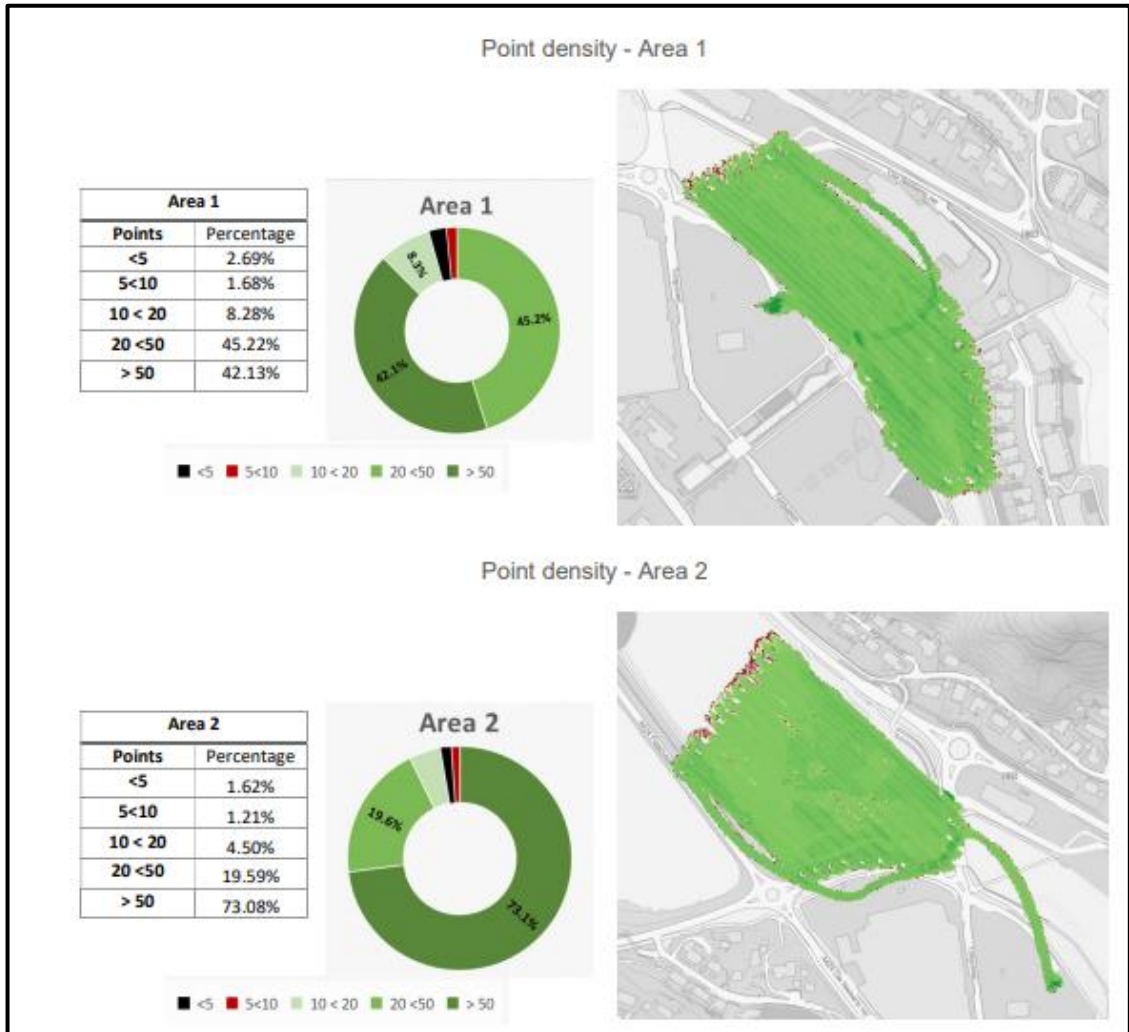 Point density - Area 1
Area 1
Points Percentage
<5 2.69%
5<10 1.68%
10 < 20 8.28%
20 <50 45.22%
> 50 42.13%
Area 1
8.3%
45.2%
42.1%
<5 5<10 10 < 20 20 <50 > 50
Point density - Area 2
Area 2
Points Percentage
<5 1.62%
5<10 1.21%
10 < 20 4.50%
20 <50 19.59%
> 50 73.08%
Area 2
19.6%
73.1%
<5 5<10 10 < 20 20 <50 > 50